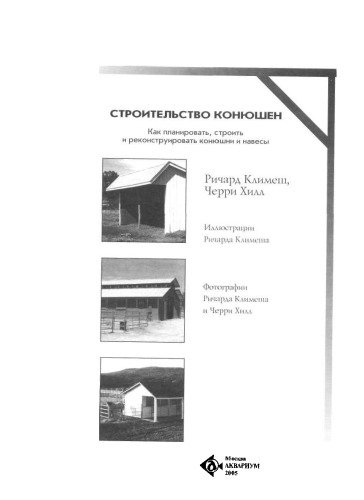 СТРОИТЕЛЬСТВО КОНЮШЕН
Как планировать, строить
и реконструировать конюшни и навесы
Ричард Климеш,
Черри Хилл
Иллюстрации
Ричарда Климеша
Фотографии
Ричарда Климеша
и Черри Хилл
Москва
АКВАРИУМ
2005